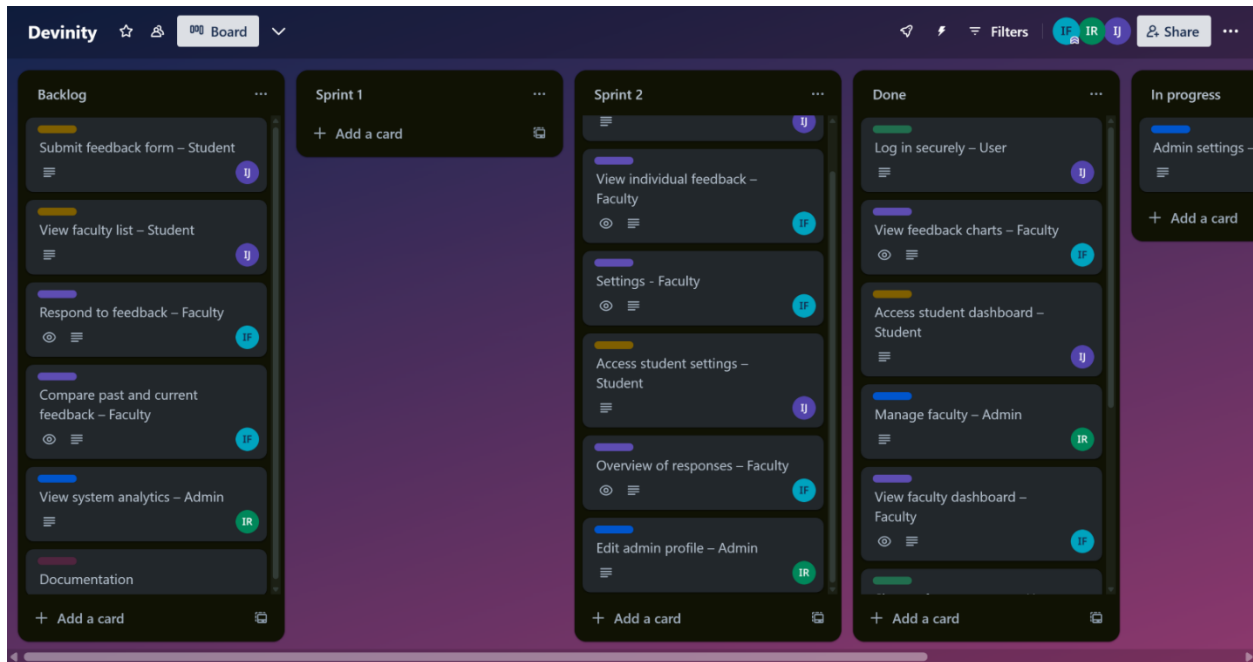 Devinity
Board
Filters
IF
IR
IJ
Share
Backlog
Submit feedback form – Student
IJ
View faculty list – Student
IJ
Respond to feedback – Faculty
IF
Compare past and current
feedback – Faculty
IF
View system analytics – Admin
IR
Documentation
+ Add a card
Sprint 1
+ Add a card
Sprint 2
IJ
View individual feedback –
Faculty
IF
Settings - Faculty
IF
Access student settings –
Student
IJ
Overview of responses – Faculty
IF
Edit admin profile – Admin
IR
+ Add a card
Done
Log in securely – User
IJ
View feedback charts – Faculty
IF
Access student dashboard –
Student
IJ
Manage faculty – Admin
IR
View faculty dashboard –
Faculty
IF
+ Add a card
In progress
Admin settings –
+ Add a card